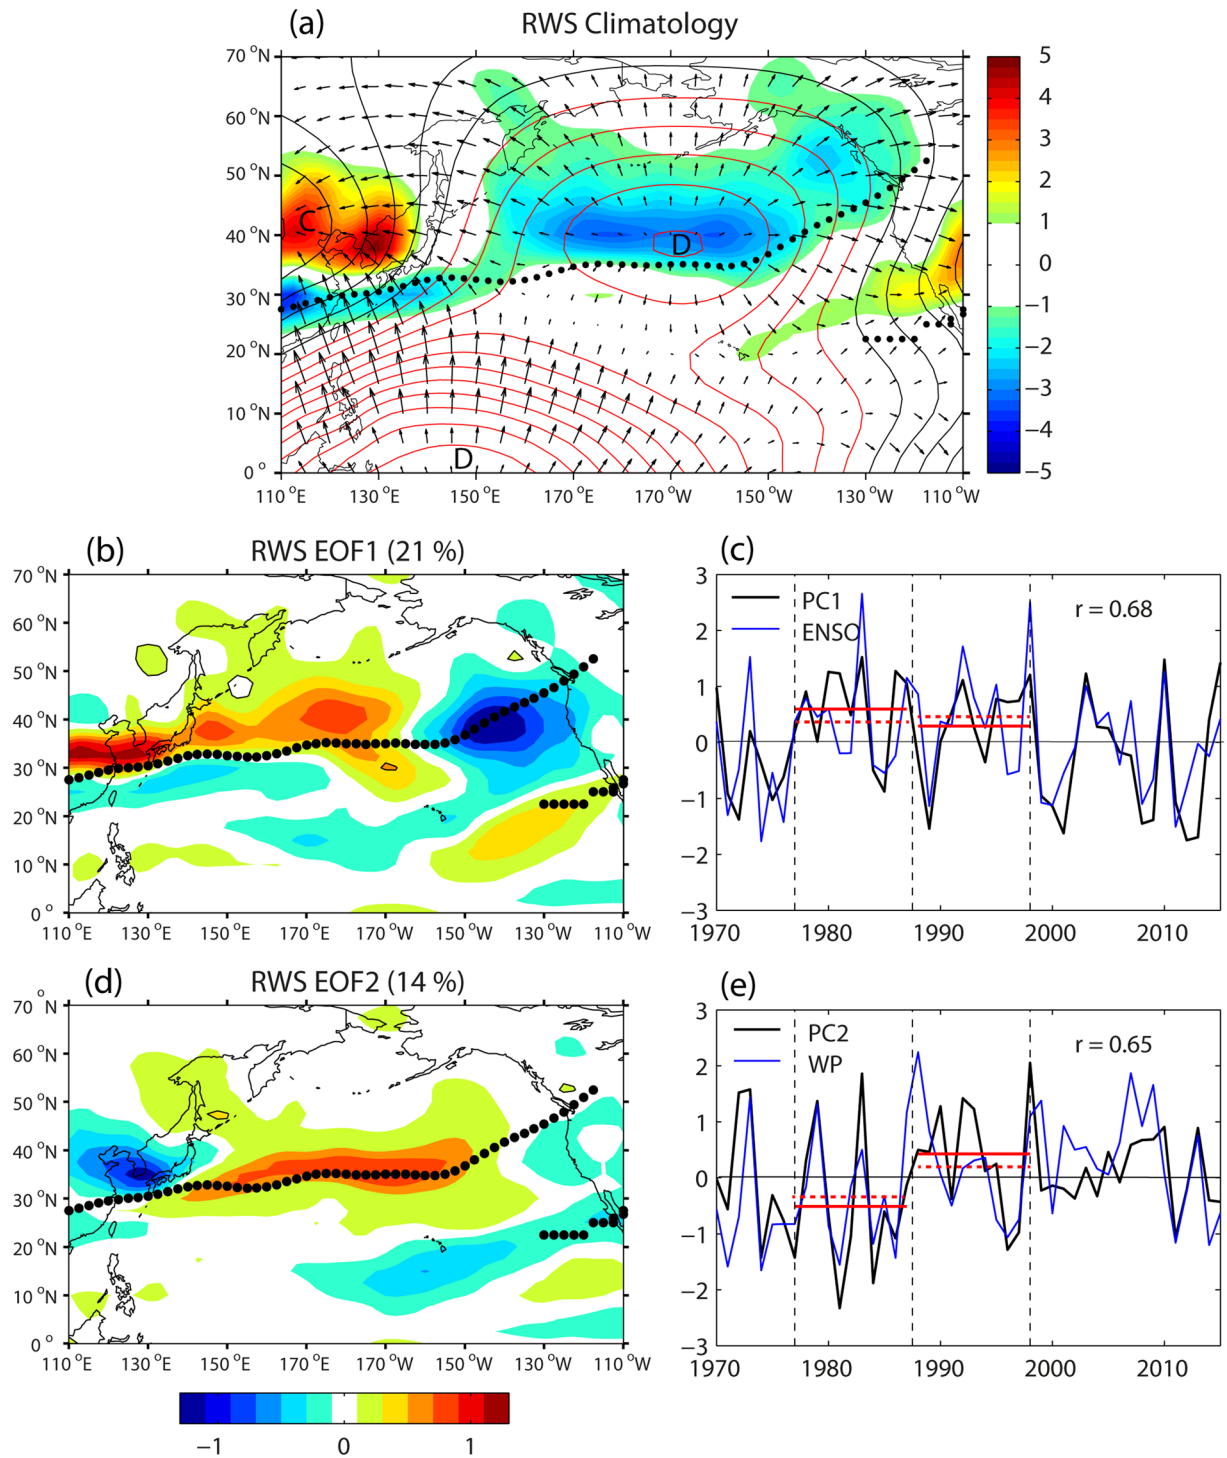 (a) RWS Climatology
70 °N
60 °N
50 °N
40 °N
30 °N
20 °N
10 °N
0 °
C
D
D
110 °E 130 °E 150 °E 170 °E 170 °W 150 °W 130 °W 110 °W
5
4
3
2
1
0
−1
−2
−3
−4
−5
(b) RWS EOF1 (21 %)
70 °N
60 °N
50 °N
40 °N
30 °N
20 °N
10 °N
0 °
110 °E 130 °E 150 °E 170 °E 170 °W 150 °W 130 °W 110 °W
(c)
PC1
ENSO
r = 0.68
3
2
1
0
−1
−2
−3
1970 1980 1990 2000 2010
(d) RWS EOF2 (14 %)
70 °N
60 °N
50 °N
40 °N
30 °N
20 °N
10 °N
0 °
110 °E 130 °E 150 °E 170 °E 170 °W 150 °W 130 °W 110 °W
−1 0 1
(e)
PC2
WP
r = 0.65
3
2
1
0
−1
−2
−3
1970 1980 1990 2000 2010